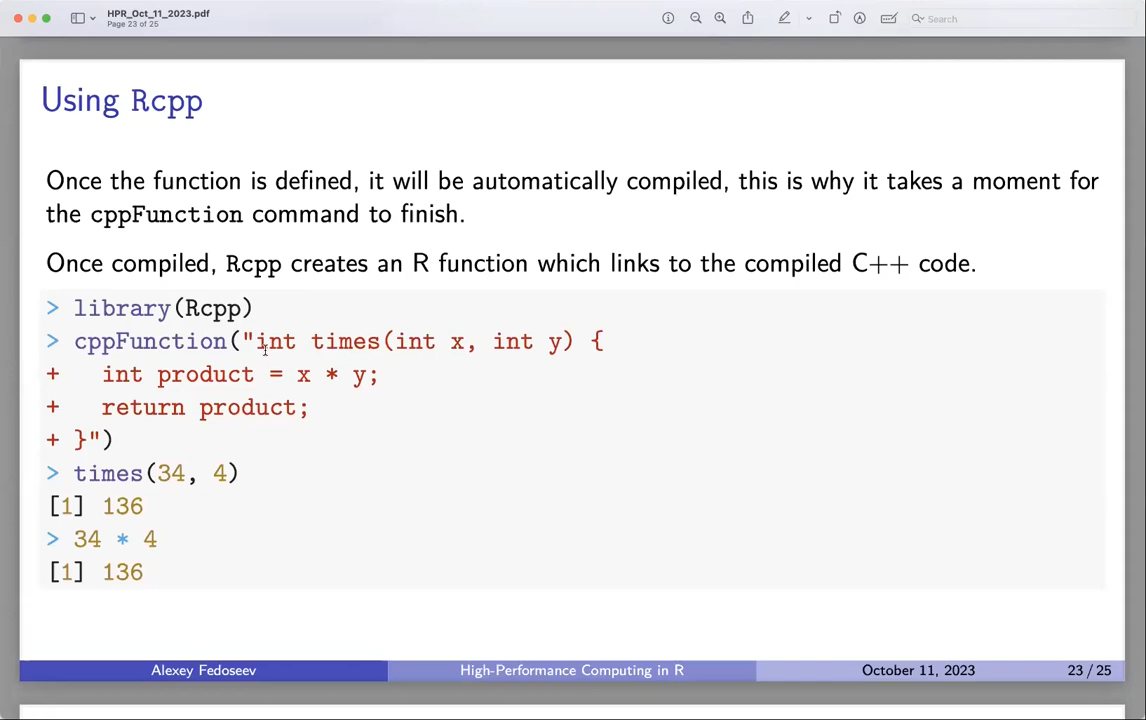 HPR_Oct_11_2023.pdf
Page 23 of 25
Search
Using Rcpp
Once the function is defined, it will be automatically compiled, this is why it takes a moment for
the cppFunction command to finish.
Once compiled, Rcpp creates an R function which links to the compiled C++ code.
> library(Rcpp)
> cppFunction("int times(int x, int y) {
+   int product = x * y;
+   return product;
+ }")
> times(34, 4)
[1] 136
> 34 * 4
[1] 136
Alexey Fedoseev High-Performance Computing in R October 11, 2023 23 / 25